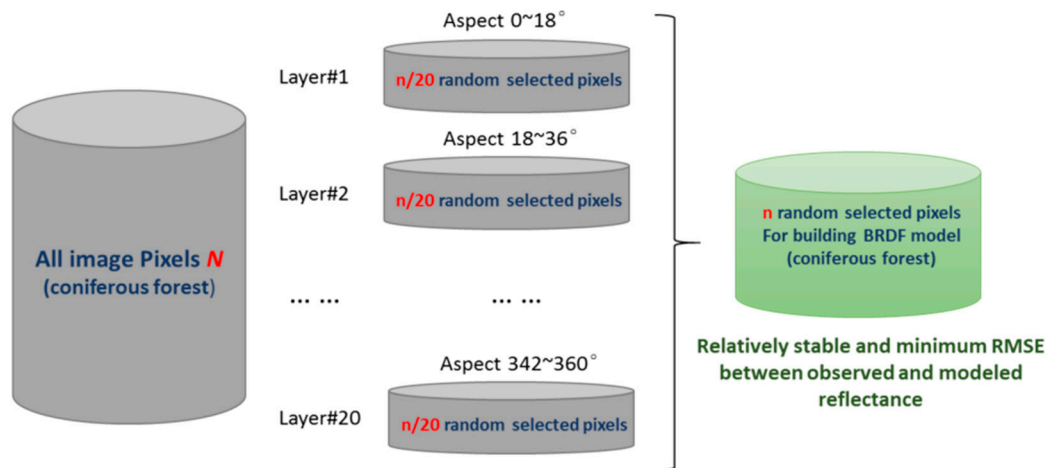 All image Pixels N
(coniferous forest)
Aspect 0~18°
Layer#1
n/20 random selected pixels
Aspect 18~36°
Layer#2
n/20 random selected pixels
... ...
... ...
Aspect 342~360°
Layer#20
n/20 random selected pixels
n random selected pixels
For building BRDF model
(coniferous forest)
Relatively stable and minimum RMSE
between observed and modeled
reflectance